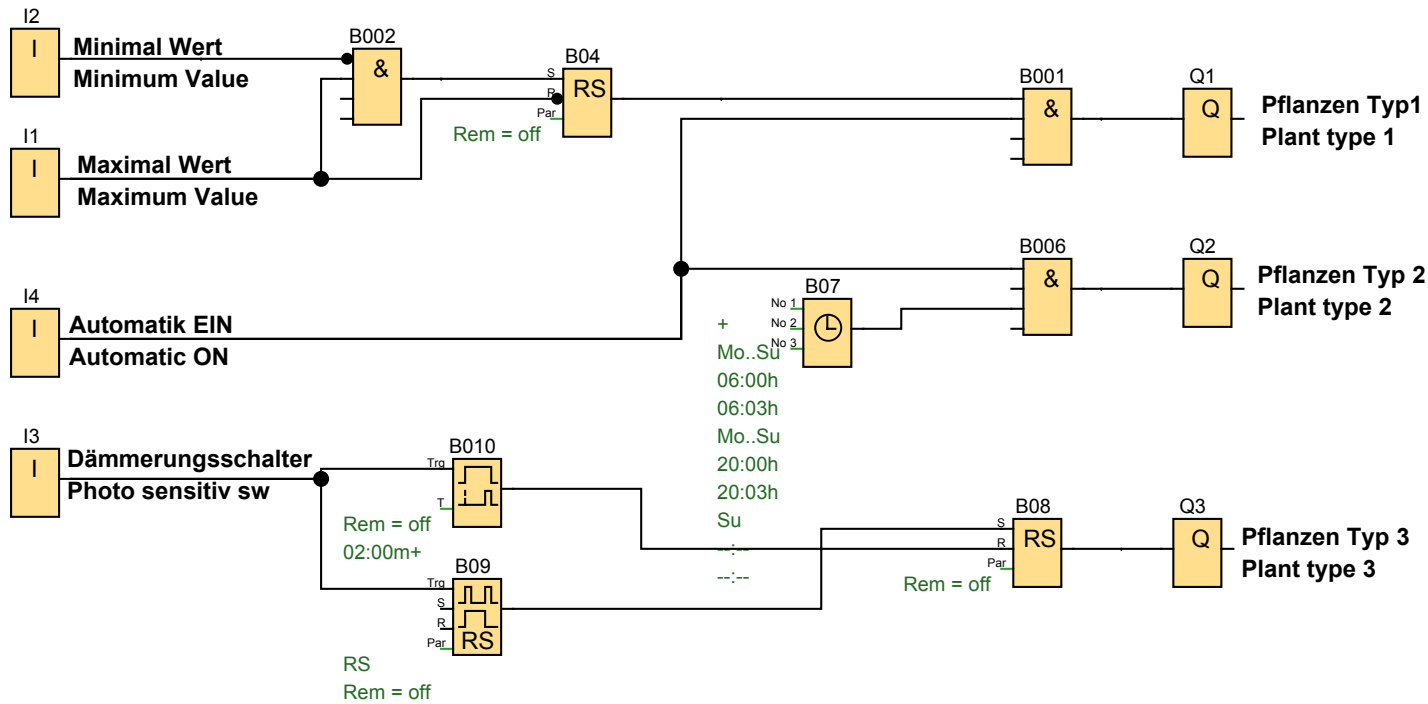 I2
I
Minimal Wert
Minimum Value
B002
&
B04
S
R
Par
RS
Rem = off
B001
&
Q1
Q
Pflanzen Typ1
Plant type 1
I1
I
Maximal Wert
Maximum Value
B006
&
Q2
Q
Pflanzen Typ 2
Plant type 2
I4
I
Automatik EIN
Automatic ON
B07
No 1
No 2
No 3
+
Mo..Su
06:00h
06:03h
Mo..Su
20:00h
20:03h
Su
--:--
--:--
I3
I
Dämmerungsschalter
Photo sensitiv sw
B010
Trg
T
Rem = off
02:00m+
B09
Trg
S
R
Par
RS
RS
Rem = off
B08
S
R
Par
RS
Rem = off
Q3
Q
Pflanzen Typ 3
Plant type 3